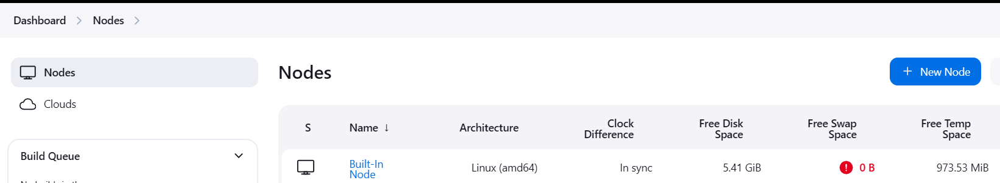 Dashboard > Nodes >
Nodes
Clouds
Build Queue
Nodes
+ New Node
S Name ↓ Architecture Clock Difference Free Disk Space Free Swap Space Free Temp Space
Built-In Node Linux (amd64) In sync 5.41 GiB 0 B 973.53 MiB